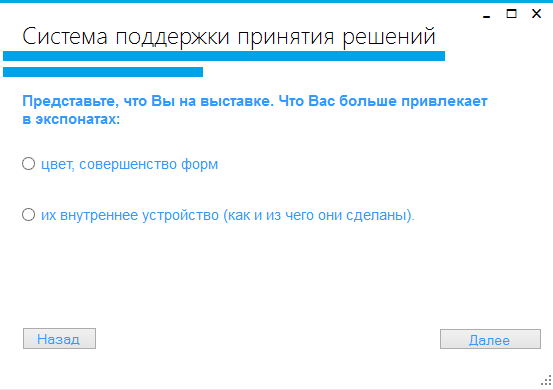 Система поддержки принятия решений
Представьте, что Вы на выставке. Что Вас больше привлекает
в экспонатах:
цвет, совершенство форм
их внутреннее устройство (как и из чего они сделаны).
Назад
Далее